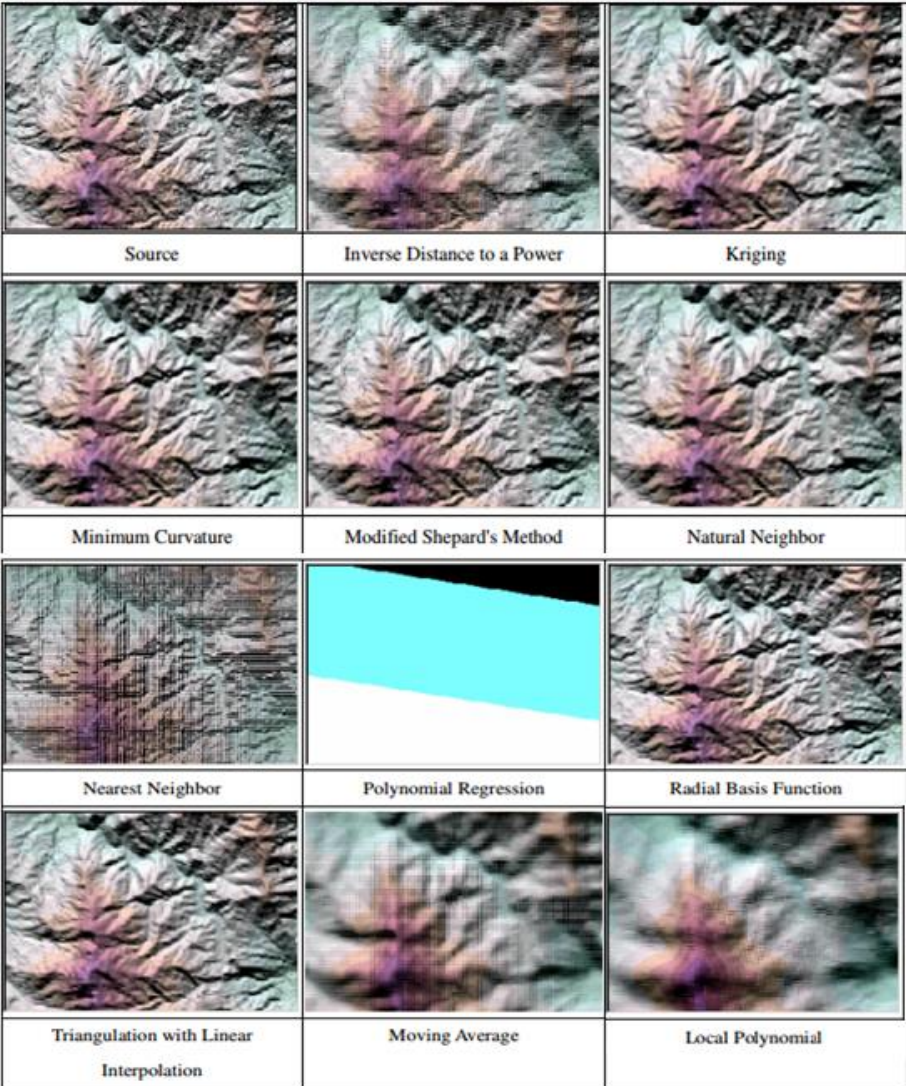 Source
Inverse Distance to a Power
Kriging
Minimum Curvature
Modified Shepard's Method
Natural Neighbor
Nearest Neighbor
Polynomial Regression
Radial Basis Function
Triangulation with Linear
Interpolation
Moving Average
Local Polynomial